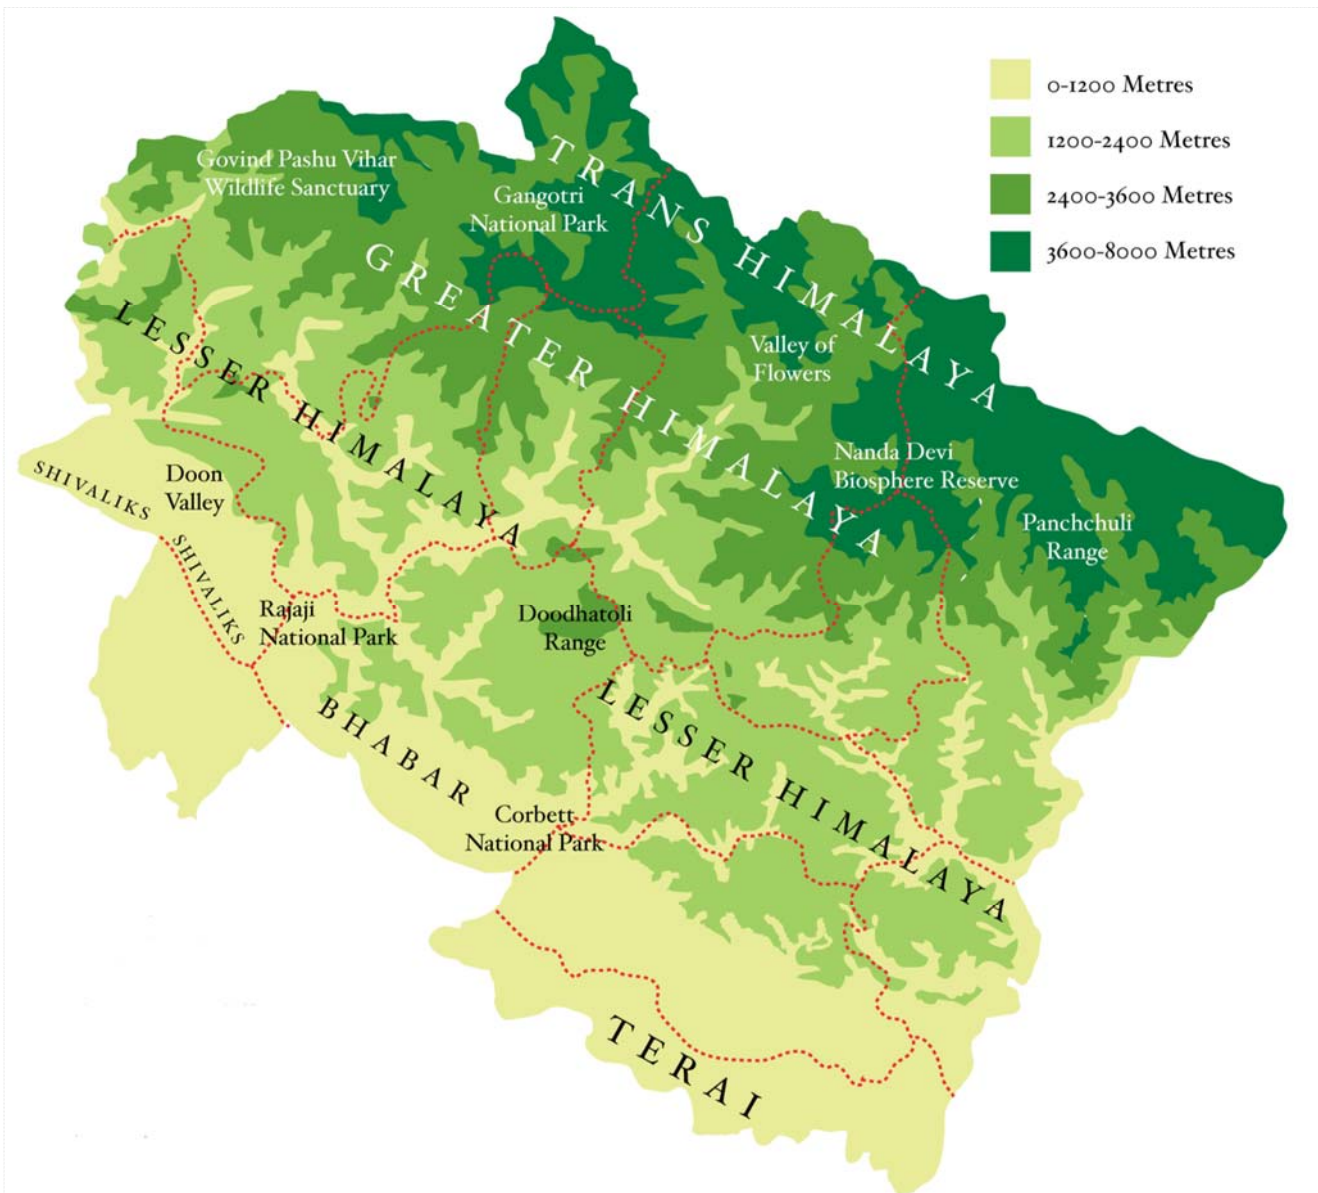 0-1200 Metres
1200-2400 Metres
2400-3600 Metres
3600-8000 Metres
TRANS HIMALAYA
Govind Pashu Vihar
Wildlife Sanctuary
Gangotri
National Park
GREATER HIMALAYA
LESSER HIMALAYA
Valley of
Flowers
Nanda Devi
Biosphere Reserve
Panchchuli
Range
SHIVALIKS
Doon
Valley
SHIVALIKS
Rajaji
National Park
Doodhatoli
Range
LESSER HIMALAYA
BHABAR
Corbett
National Park
TERAI